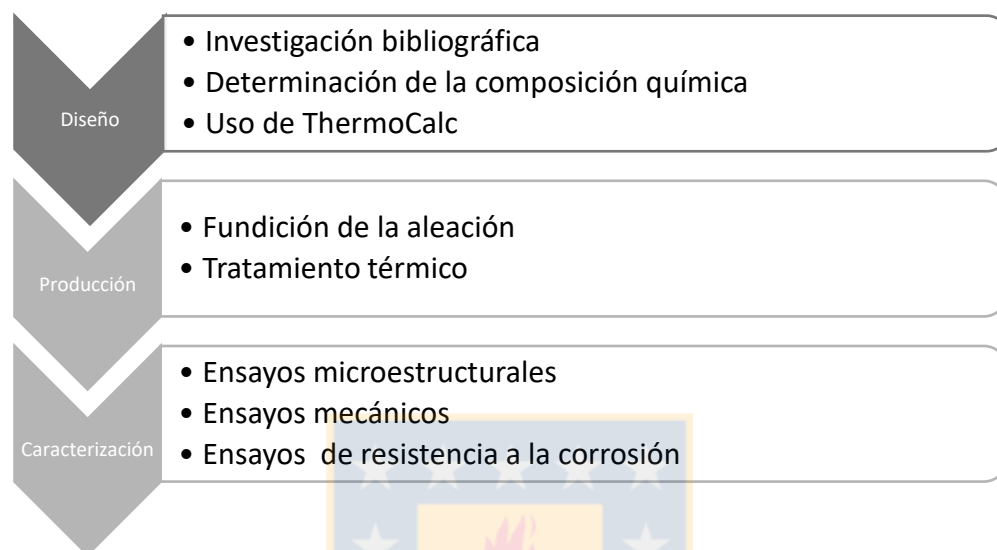 Diseño
• Investigación bibliográfica
• Determinación de la composición química
• Uso de ThermoCalc
Producción
• Fundición de la aleación
• Tratamiento térmico
Caracterización
• Ensayos microestructurales
• Ensayos mecánicos
• Ensayos  de resistencia a la corrosión